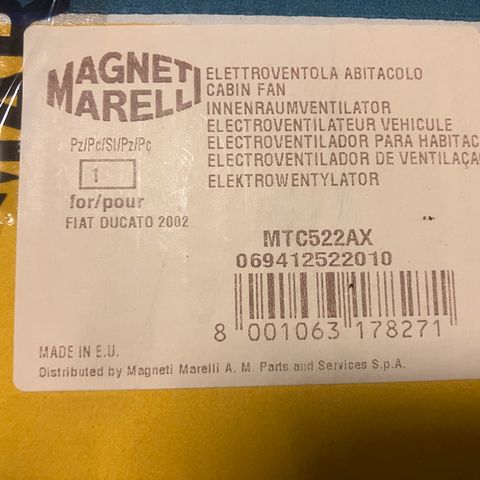 MAGNETI
MARELLI
ELETTROVENTOLA ABITACOLO
CABIN FAN
INNENRAUMVENTILATOR
ELECTROVENTILATEUR VEHICULE
ELECTROVENTILADOR PARA HABITAC
ELECTROVENTILADOR DE VENTILAÇA
ELEKTROWENTYLATOR
Pz/Pc/St/Pz/Pc
1
for/pour
FIAT DUCATO 2002
MTC522AX
069412522010
8 001063 178271
MADE IN E.U.
Distributed by Magneti Marelli A. M. Parts and Services S.p.A.